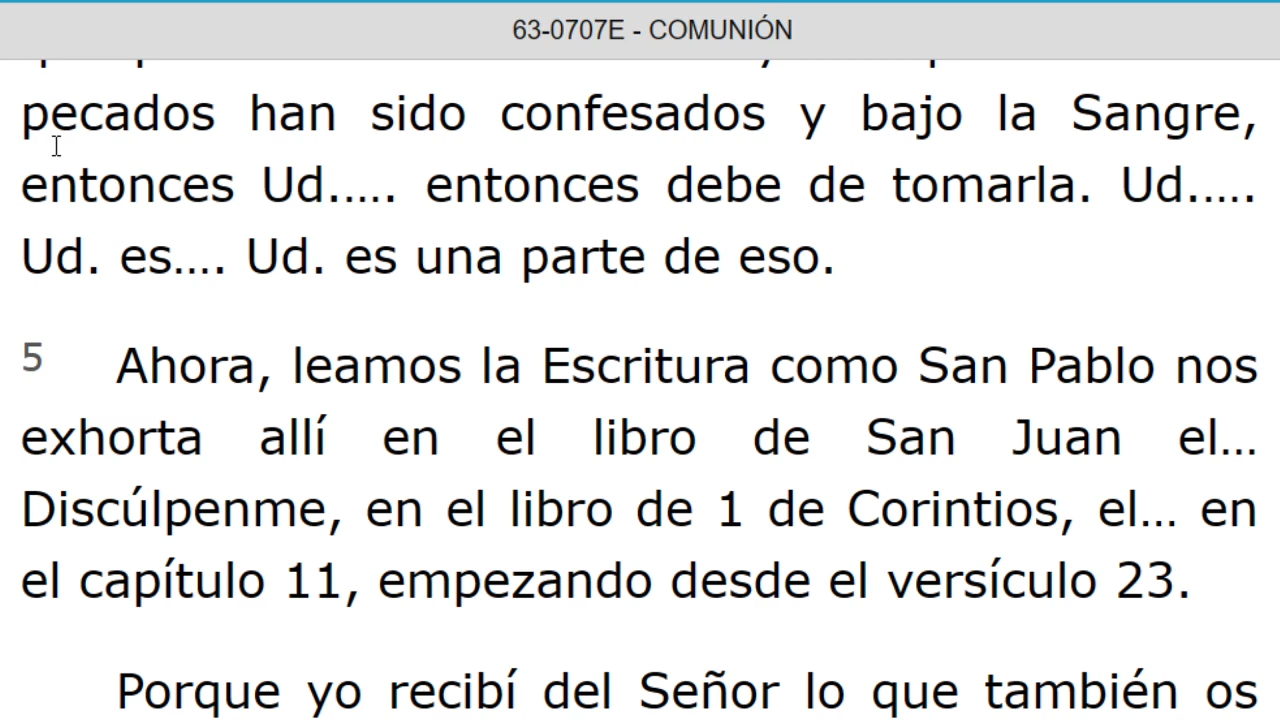 63-0707E - COMUNIÓN
pecados han sido confesados y bajo la Sangre,
entonces Ud..... entonces debe de tomarla. Ud.....
Ud. es.... Ud. es una parte de eso.
5 Ahora, leamos la Escritura como San Pablo nos
exhorta allí en el libro de San Juan el...
Discúlpenme, en el libro de 1 de Corintios, el... en
el capítulo 11, empezando desde el versículo 23.
Porque yo recibí del Señor lo que también os